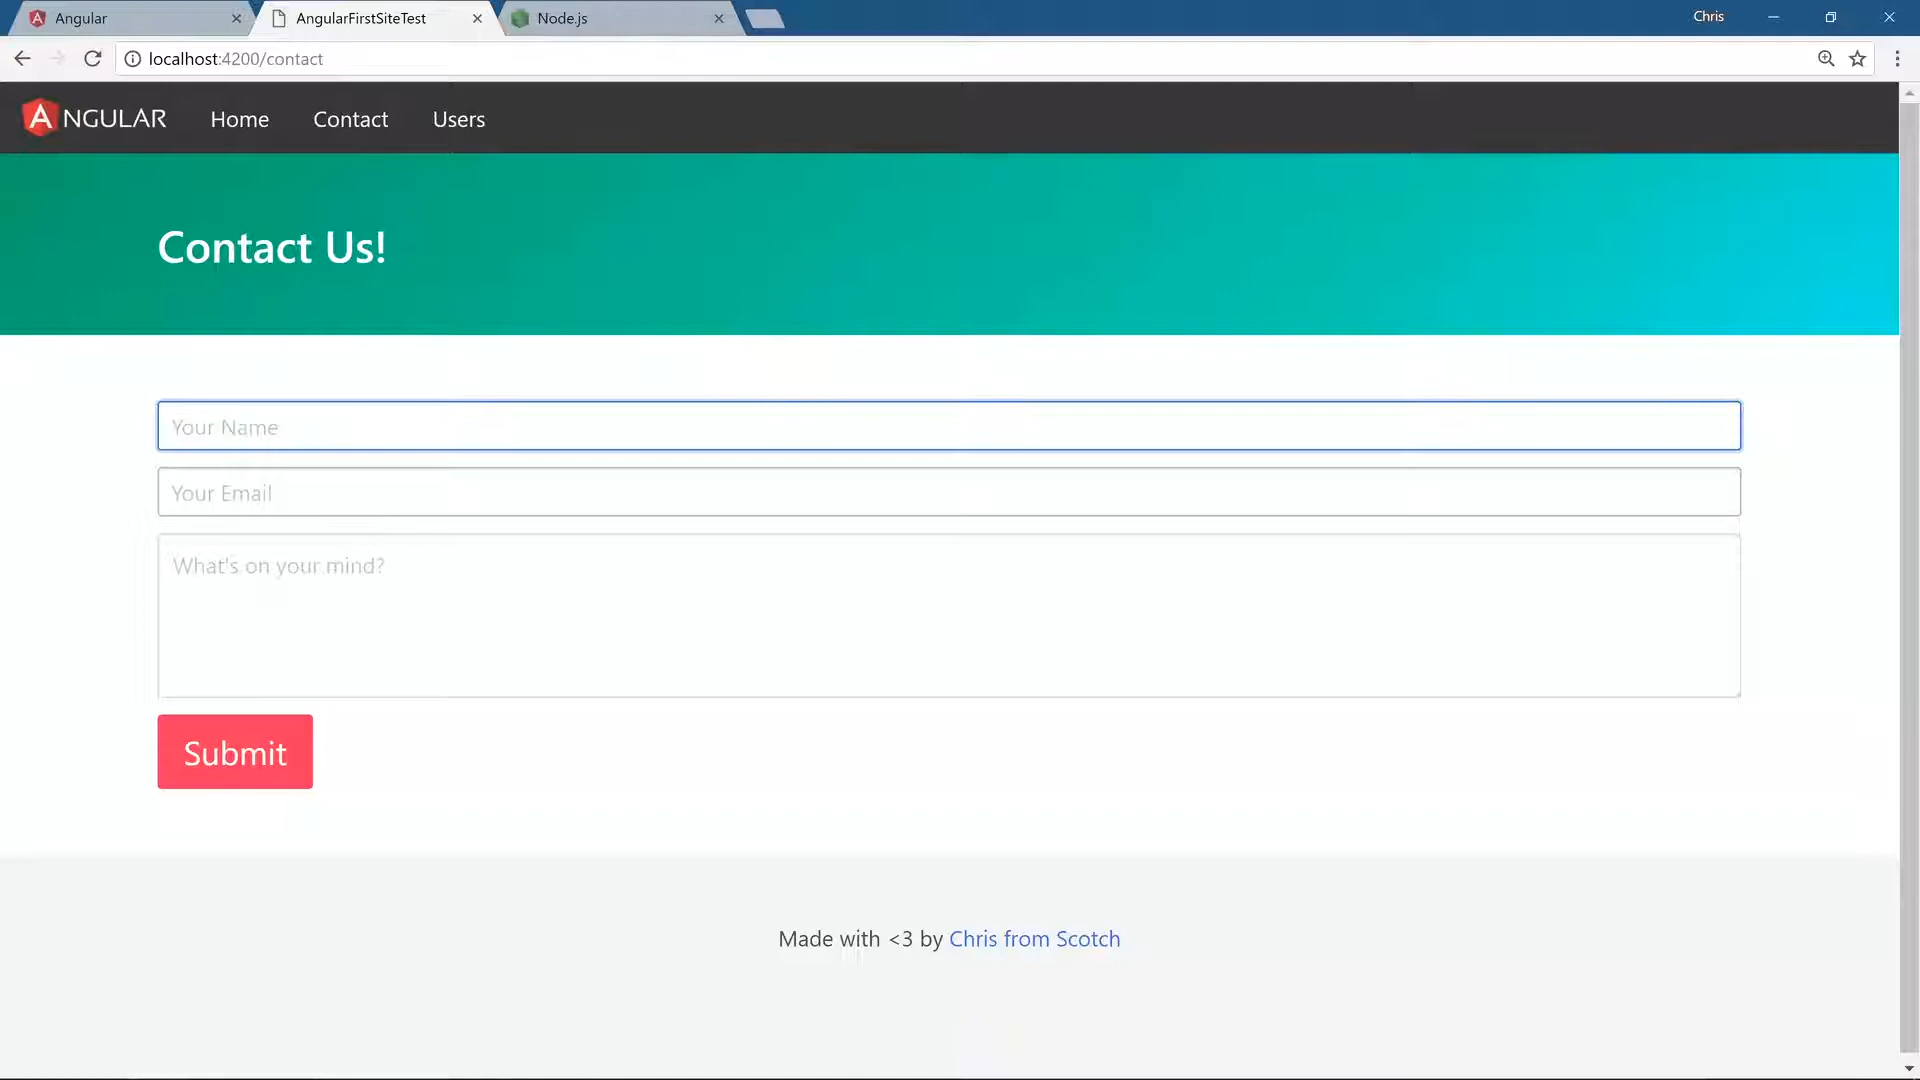 Angular
AngularFirstSiteTest
Node.js
Chris
localhost:4200/contact
ANGULAR
Home
Contact
Users
Contact Us!
Your Name
Your Email
What's on your mind?
Submit
Made with <3 by Chris from Scotch